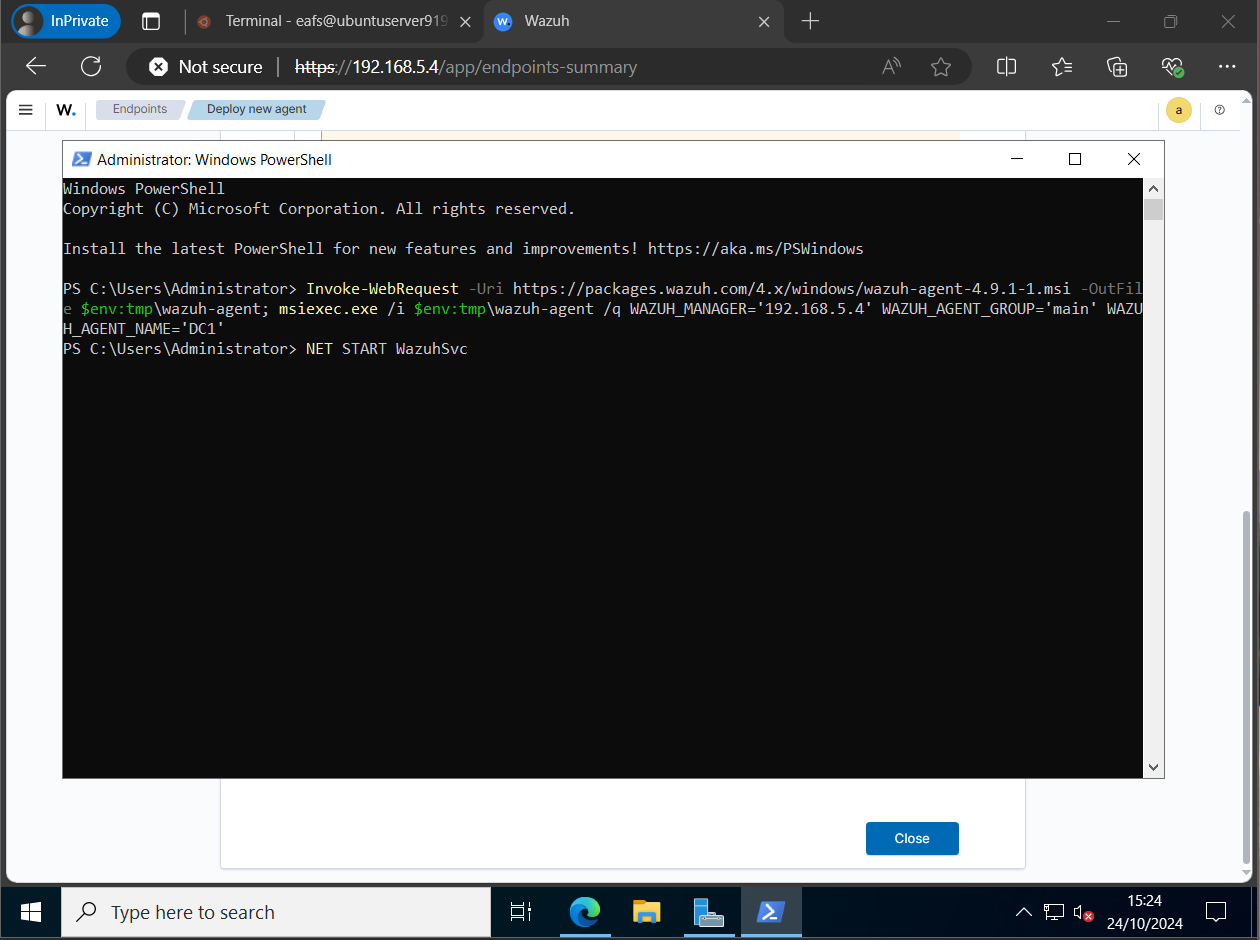 InPrivate
Terminal - eafs@ubuntuserver919
Wazuh
Not secure
https://192.168.5.4/app/endpoints-summary
W.
Endpoints
Deploy new agent
a
Administrator: Windows PowerShell
Windows PowerShell
Copyright (C) Microsoft Corporation. All rights reserved.
Install the latest PowerShell for new features and improvements! https://aka.ms/PSWindows
PS C:\Users\Administrator> Invoke-WebRequest -Uri https://packages.wazuh.com/4.x/windows/wazuh-agent-4.9.1-1.msi -OutFil
e $env:tmp\wazuh-agent; msiexec.exe /i $env:tmp\wazuh-agent /q WAZUH_MANAGER='192.168.5.4' WAZUH_AGENT_GROUP='main' WAZU
H_AGENT_NAME='DC1'
PS C:\Users\Administrator> NET START WazuhSvc
Close
Type here to search
15:24
24/10/2024